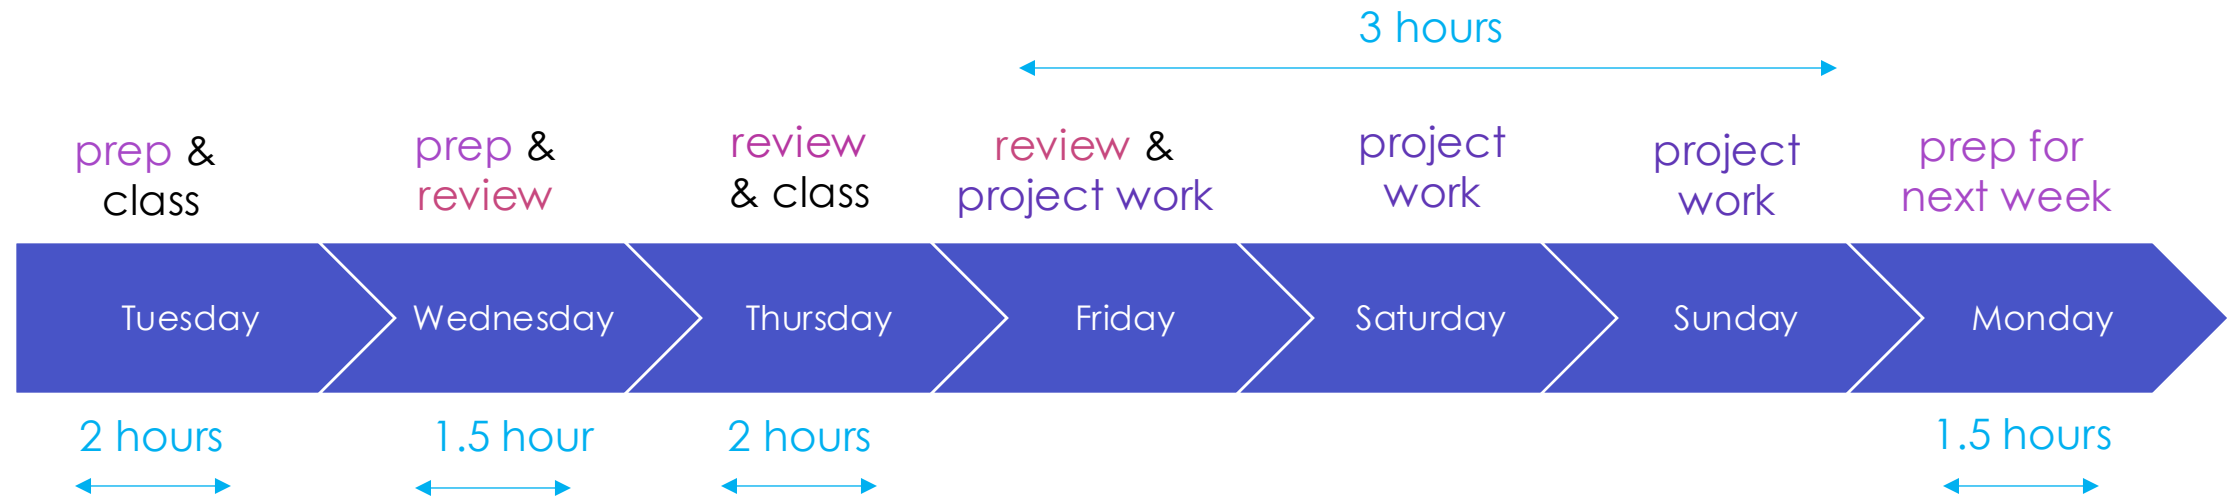 3 hours
prep &
class
prep &
review
review
& class
review &
project work
project
work
project
work
prep for
next week
Tuesday
Wednesday
Thursday
Friday
Saturday
Sunday
Monday
2 hours
1.5 hour
2 hours
1.5 hours